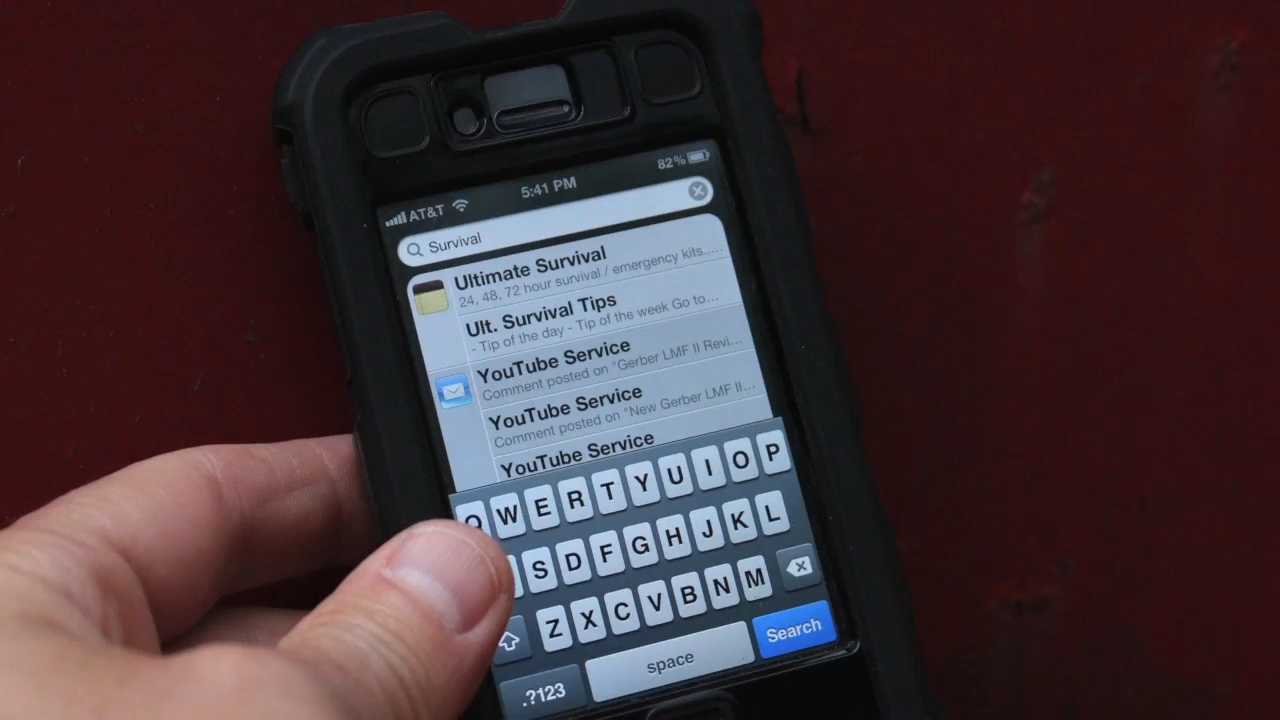 AT&T 5:41 PM 82%
Survival
Ultimate Survival
24, 48, 72 hour survival / emergency kits.....
Ult. Survival Tips
- Tip of the day - Tip of the week Go to...
YouTube Service
Comment posted on "Gerber LMF II Revi...
YouTube Service
Comment posted on "New Gerber LMF II...
YouTube Service
Q W E R T Y U I O P
S D F G H J K L
Z X C V B N M
.?123 space Search